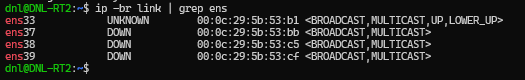 dnl@DNL-RT2:~$ ip -br link | grep ens
ens33 UNKNOWN 00:0c:29:5b:53:b1 <BROADCAST,MULTICAST,UP,LOWER_UP>
ens37 DOWN 00:0c:29:5b:53:bb <BROADCAST,MULTICAST>
ens38 DOWN 00:0c:29:5b:53:c5 <BROADCAST,MULTICAST>
ens39 DOWN 00:0c:29:5b:53:cf <BROADCAST,MULTICAST>
dnl@DNL-RT2:~$